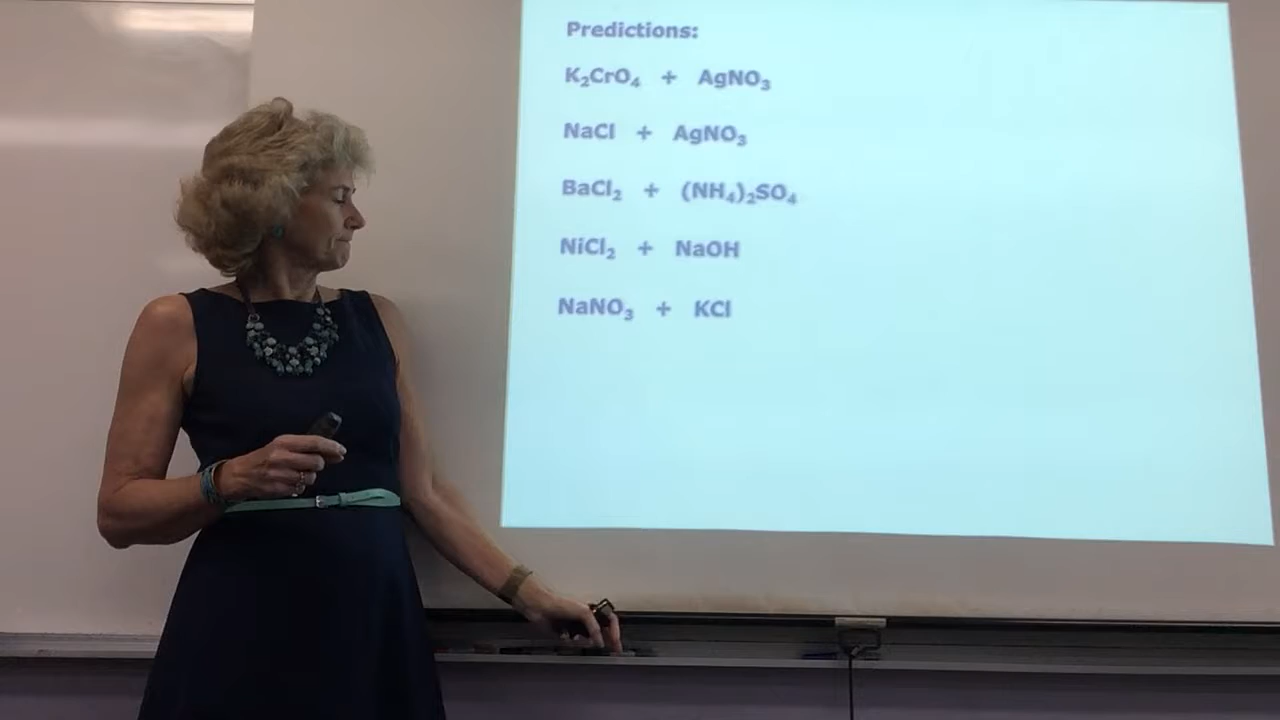 Predictions:
K₂CrO₄ + AgNO₃
NaCl + AgNO₃
BaCl₂ + (NH₄)₂SO₄
NiCl₂ + NaOH
NaNO₃ + KCl